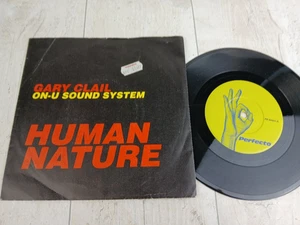 GARY CLAIL
ON-U SOUND SYSTEM
HUMAN
NATURE
Perfecto